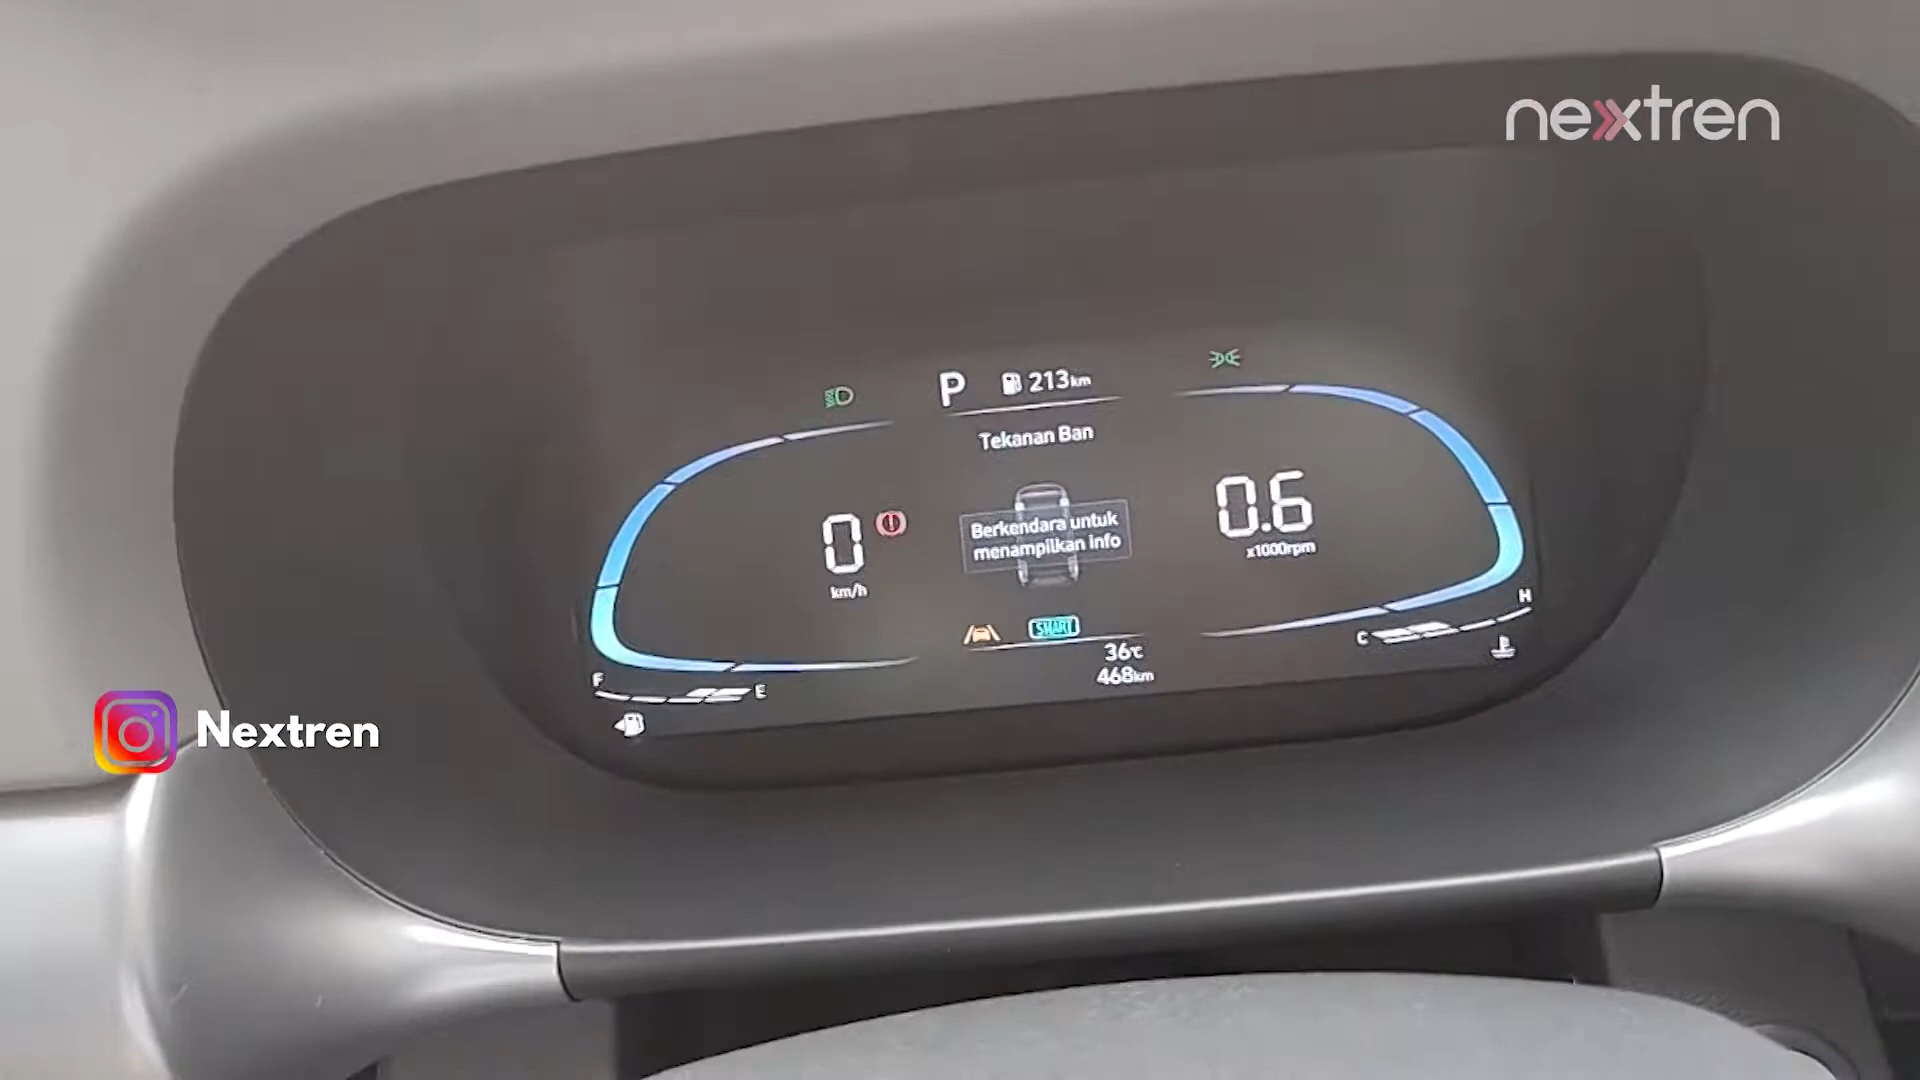 nextren
P 213km
Tekanan Ban
0
km/h
Berkendara untuk
menampilkan info
0.6
x1000rpm
SMART
36°C
468km
F E
C H
Nextren